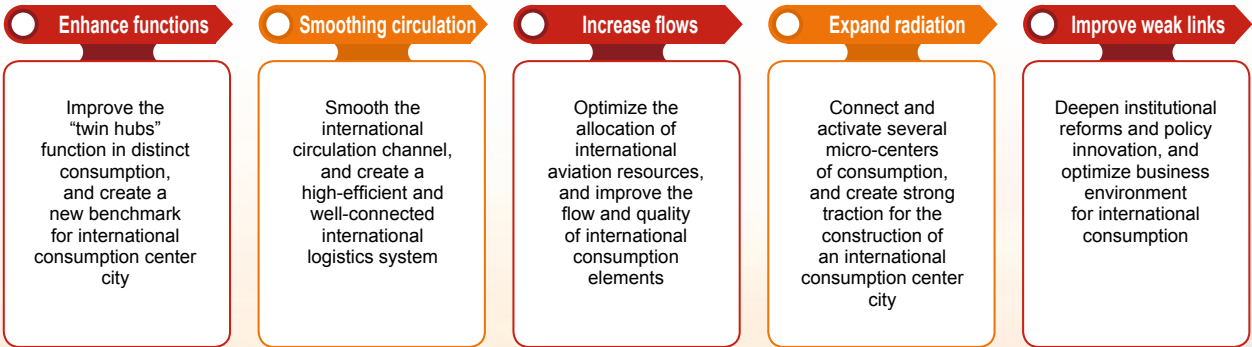 Enhance functions
Improve the
“twin hubs”
function in distinct
consumption,
and create a
new benchmark
for international
consumption center
city
Smoothing circulation
Smooth the
international
circulation channel,
and create a
high-efficient and
well-connected
international
logistics system
Increase flows
Optimize the
allocation of
international
aviation resources,
and improve the
flow and quality
of international
consumption
elements
Expand radiation
Connect and
activate several
micro-centers
of consumption,
and create strong
traction for the
construction of
an international
consumption center
city
Improve weak links
Deepen institutional
reforms and policy
innovation, and
optimize business
environment
for international
consumption